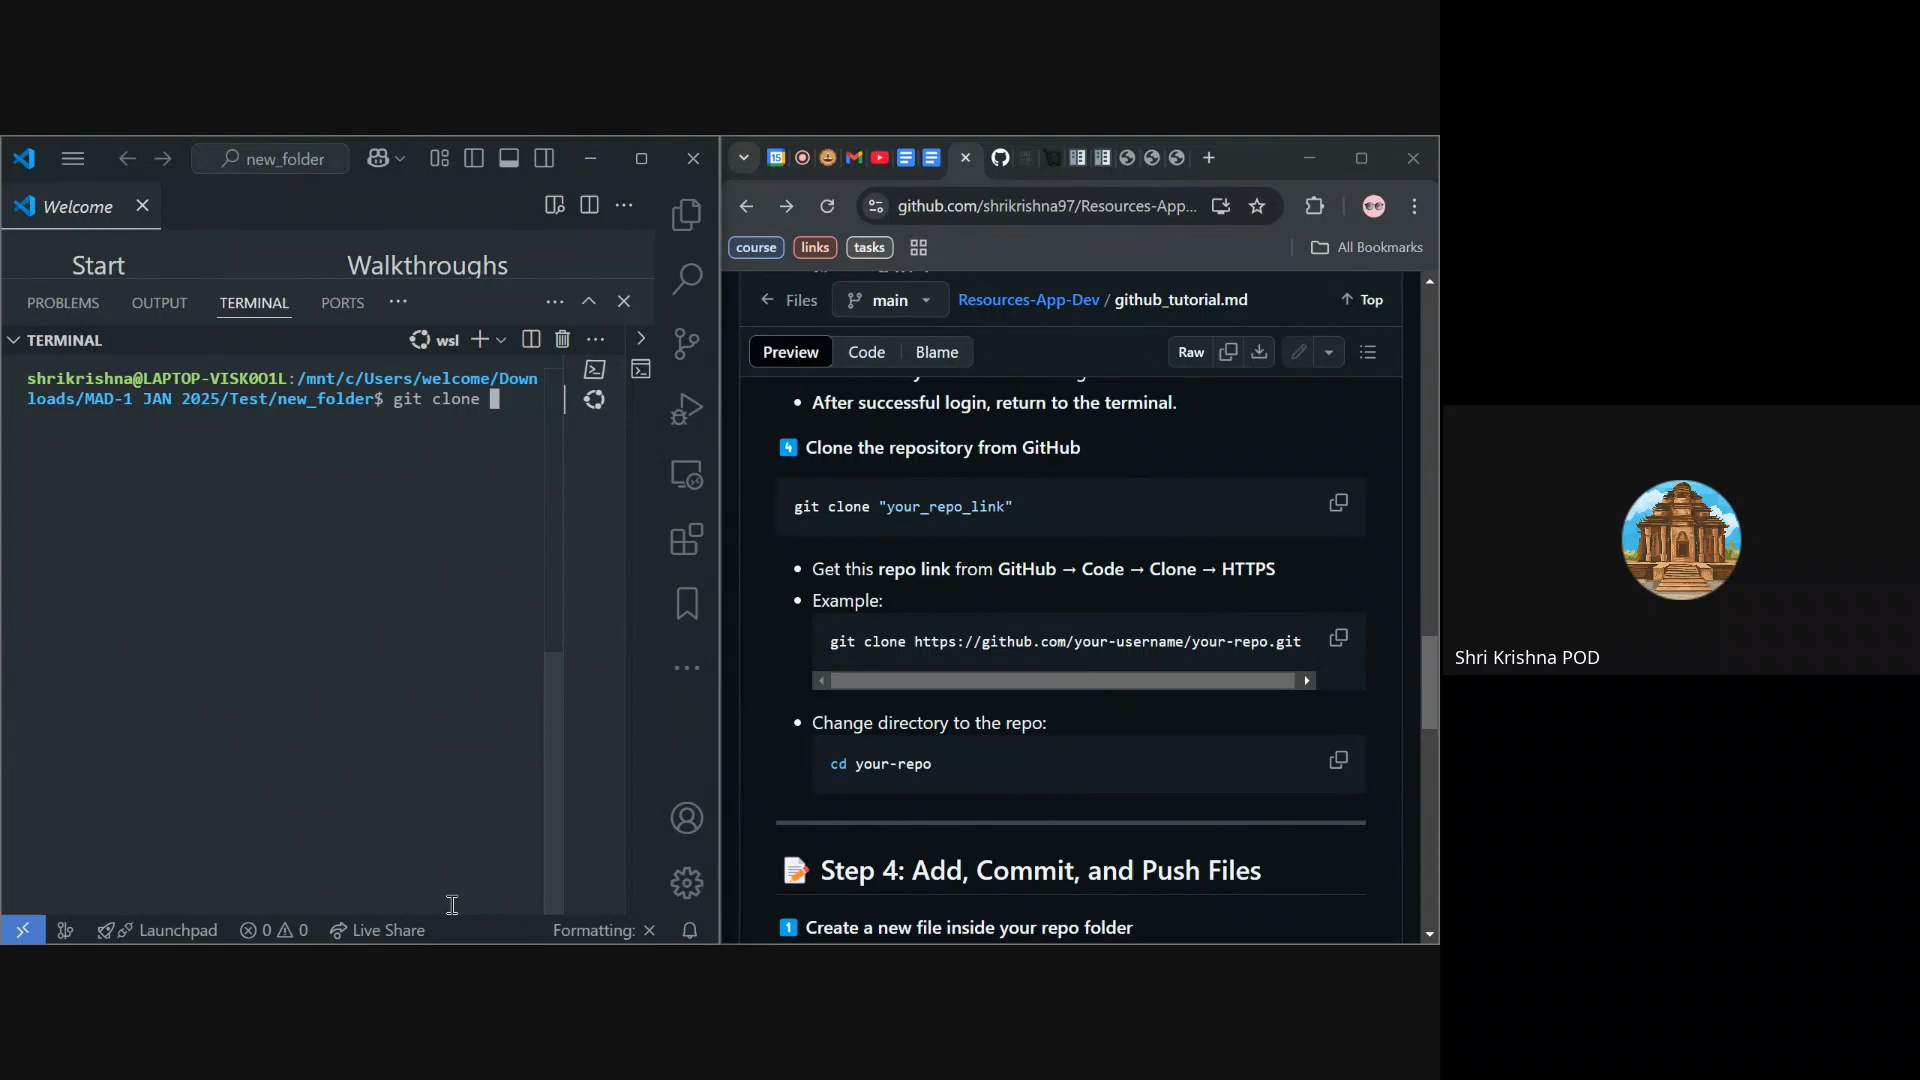 new_folder
Welcome
Start
Walkthroughs
PROBLEMS OUTPUT TERMINAL PORTS
TERMINAL
wsl
shrikrishna@LAPTOP-VISK0O1L:/mnt/c/Users/welcome/Down
loads/MAD-1 JAN 2025/Test/new_folder$ git clone
Launchpad 0 0 Live Share Formatting:
15
github.com/shrikrishna97/Resources-App...
course links tasks All Bookmarks
Files main Resources-App-Dev / github_tutorial.md Top
Preview Code Blame Raw
• After successful login, return to the terminal.
4 Clone the repository from GitHub
git clone "your_repo_link"
• Get this repo link from GitHub → Code → Clone → HTTPS
• Example:
git clone https://github.com/your-username/your-repo.git
• Change directory to the repo:
cd your-repo
Step 4: Add, Commit, and Push Files
1 Create a new file inside your repo folder
Shri Krishna POD